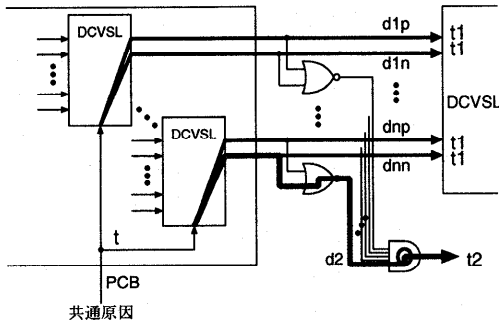 DCVSL
d1p
t1
d1n
t1
DCVSL
DCVSL
dnp
t1
dnn
t1
t
d2
t2
PCB
共通原因